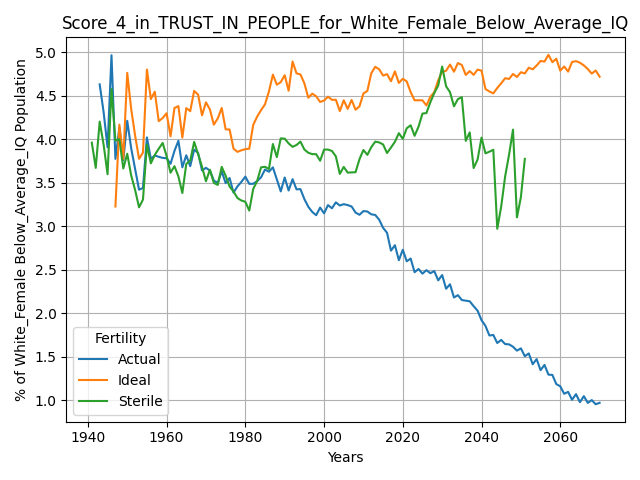 Score_4_in_TRUST_IN_PEOPLE_for_White_Female_Below_Average_IQ
% of White_Female Below_Average_IQ Population
5.0
4.5
4.0
3.5
3.0
2.5
2.0
1.5
1.0
Fertility
Actual
Ideal
Sterile
1940 1960 1980 2000 2020 2040 2060
Years